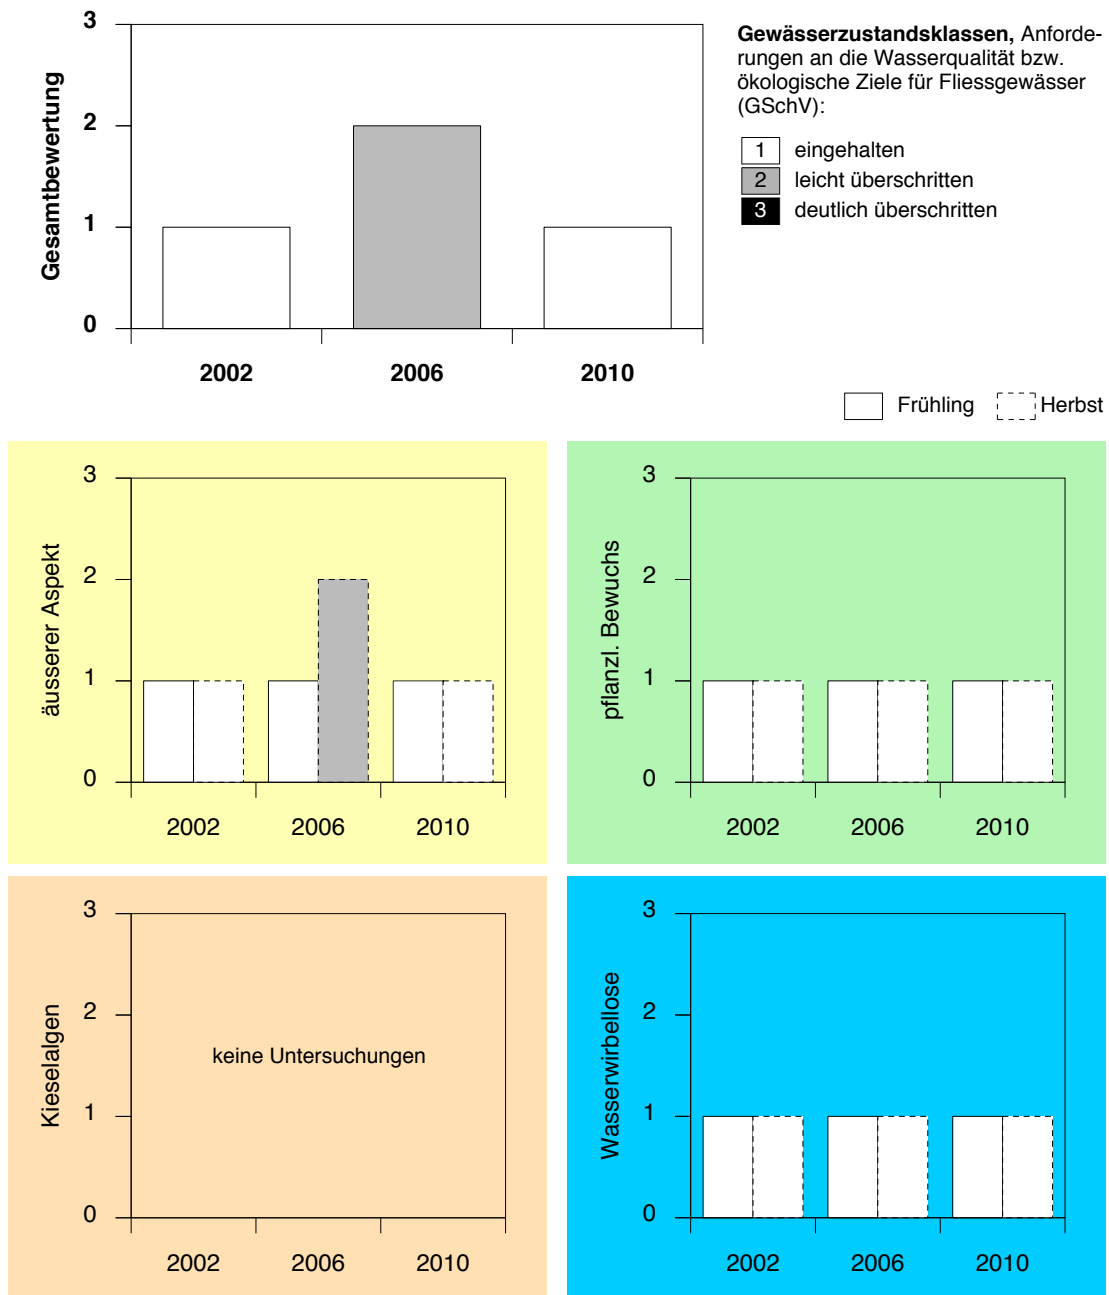 Gesamtbewertung
3
2
1
0
2002 2006 2010
Gewässerzustandsklassen, Anforde-
rungen an die Wasserqualität bzw.
ökologische Ziele für Fliessgewässer
(GSchV):
1 eingehalten
2 leicht überschritten
3 deutlich überschritten
Frühling Herbst
äusserer Aspekt
3
2
1
0
2002 2006 2010
pflanzl. Bewuchs
3
2
1
0
2002 2006 2010
Kieselalgen
3
2
1
0
keine Untersuchungen
2002 2006 2010
Wasserwirbellose
3
2
1
0
2002 2006 2010